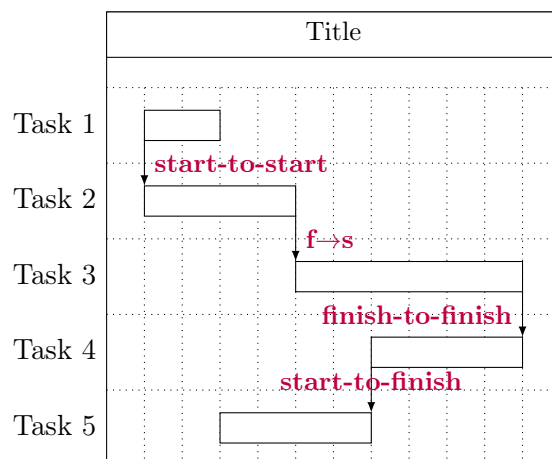 Title
Task 1
start-to-start
Task 2
f→s
Task 3
finish-to-finish
Task 4
start-to-finish
Task 5